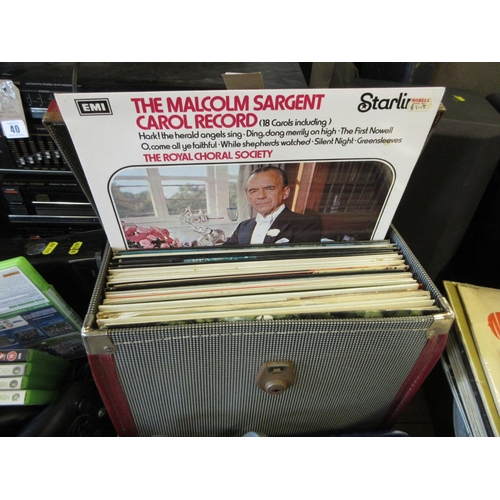 EMI
THE MALCOLM SARGENT
CAROL RECORD (18 Carols including)
Hark! the herald angels sing · Ding, dong merrily on high · The First Nowell
O, come all ye faithful · While shepherds watched · Silent Night · Greensleeves
THE ROYAL CHORAL SOCIETY
Starlin
40